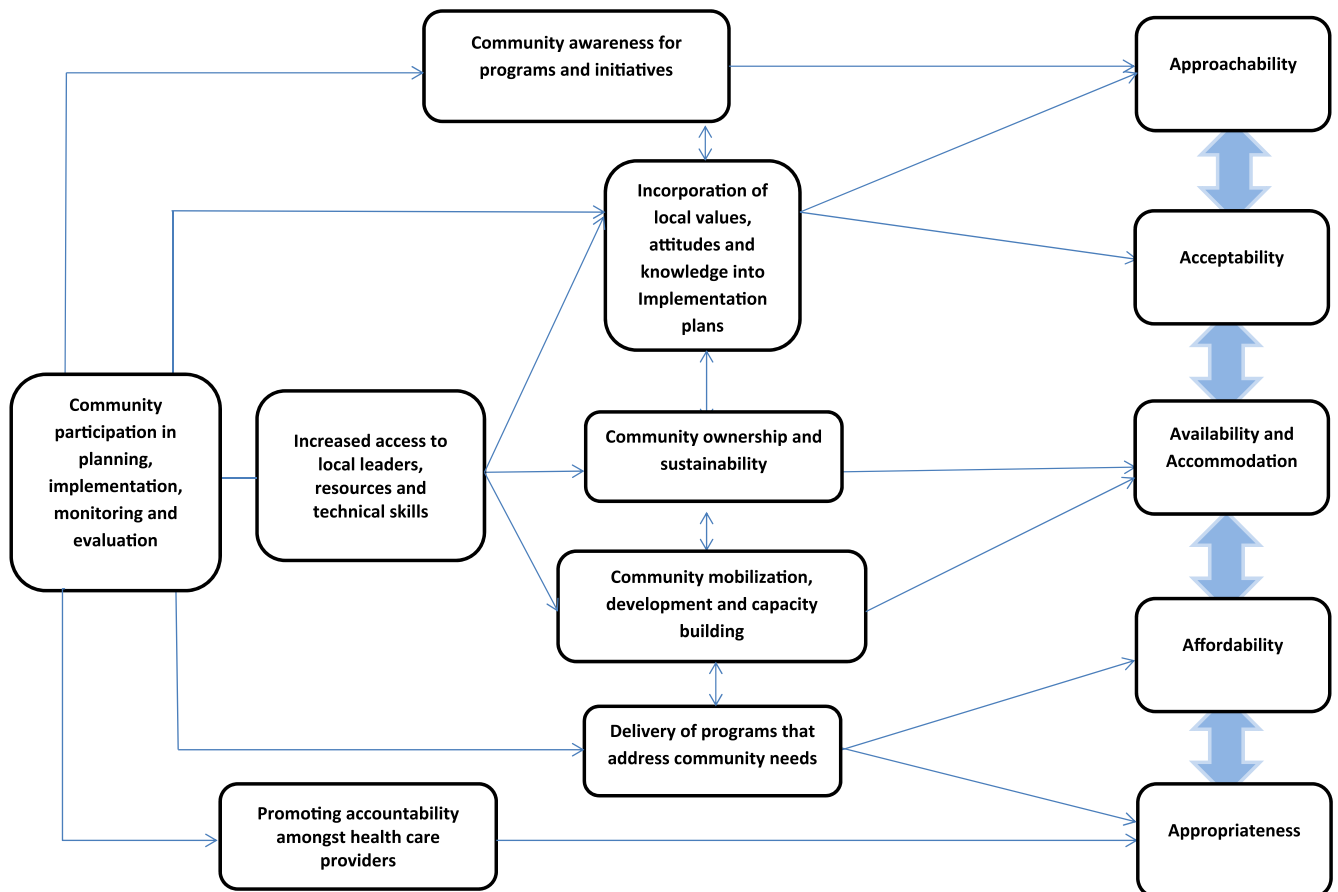 Community awareness for
programs and initiatives
Approachability
Incorporation of
local values,
attitudes and
knowledge into
Implementation
plans
Acceptability
Community
participation in
planning,
implementation,
monitoring and
evaluation
Increased access to
local leaders,
resources and
technical skills
Community ownership and
sustainability
Availability and
Accommodation
Community mobilization,
development and capacity
building
Affordability
Delivery of programs that
address community needs
Promoting accountability
amongst health care
providers
Appropriateness